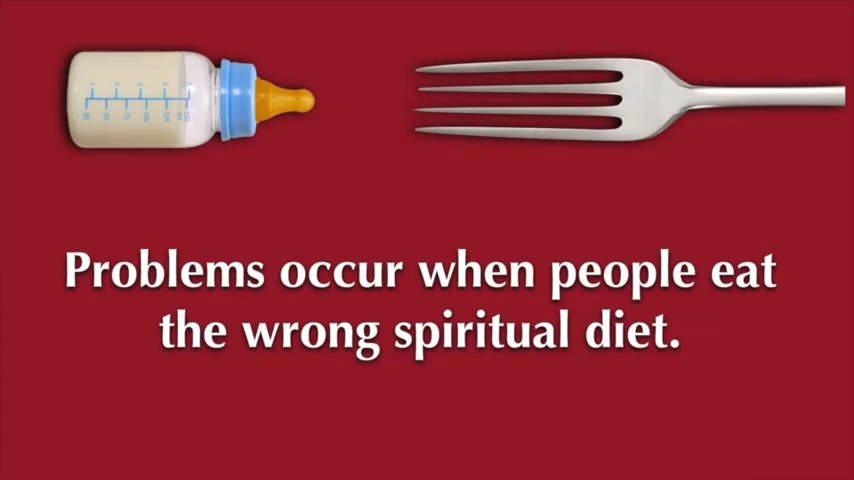 Problems occur when people eat
the wrong spiritual diet.